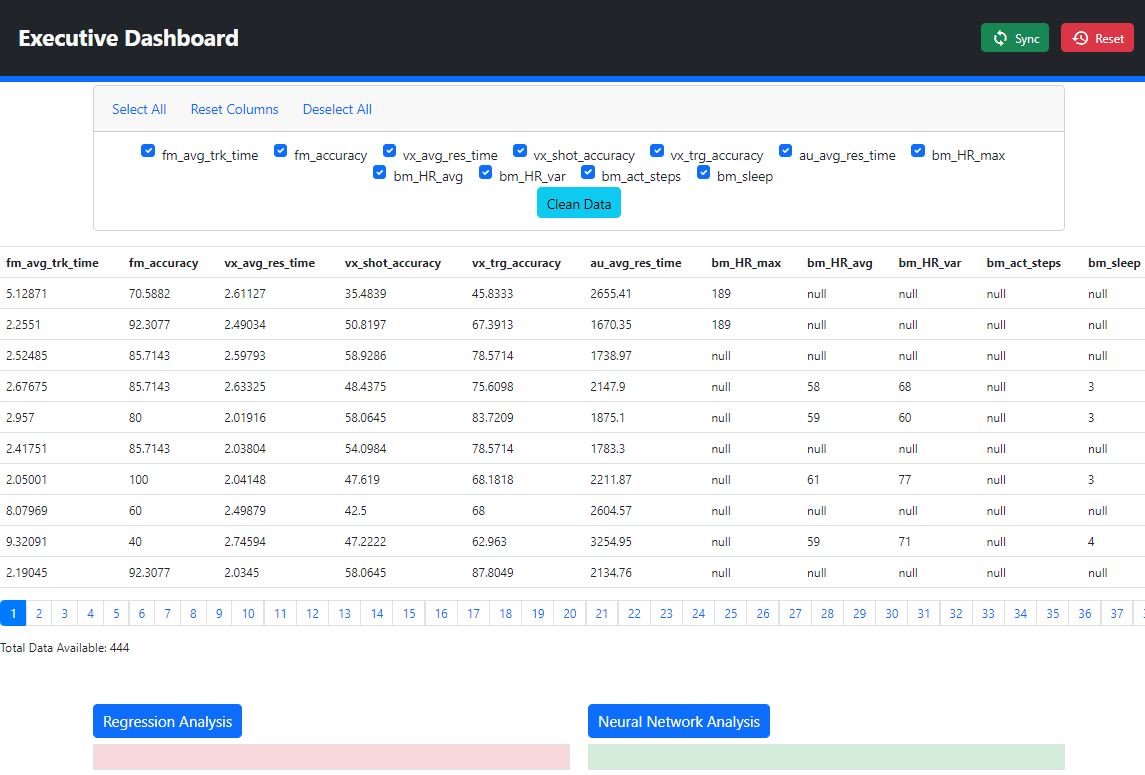 Executive Dashboard Sync Reset
Select All Reset Columns Deselect All
fm_avg_trk_time fm_accuracy vx_avg_res_time vx_shot_accuracy vx_trg_accuracy au_avg_res_time bm_HR_max
bm_HR_avg bm_HR_var bm_act_steps bm_sleep
Clean Data
fm_avg_trk_time fm_accuracy vx_avg_res_time vx_shot_accuracy vx_trg_accuracy au_avg_res_time bm_HR_max bm_HR_avg bm_HR_var bm_act_steps bm_sleep
5.12871 70.5882 2.61127 35.4839 45.8333 2655.41 189 null null null null
2.2551 92.3077 2.49034 50.8197 67.3913 1670.35 189 null null null null
2.52485 85.7143 2.59793 58.9286 78.5714 1738.97 null null null null null
2.67675 85.7143 2.63325 48.4375 75.6098 2147.9 null 58 68 null 3
2.957 80 2.01916 58.0645 83.7209 1875.1 null 59 60 null 3
2.41751 85.7143 2.03804 54.0984 78.5714 1783.3 null null null null null
2.05001 100 2.04148 47.619 68.1818 2211.87 null 61 77 null 3
8.07969 60 2.49879 42.5 68 2604.57 null null null null null
9.32091 40 2.74594 47.2222 62.963 3254.95 null 59 71 null 4
2.19045 92.3077 2.0345 58.0645 87.8049 2134.76 null null null null null
1 2 3 4 5 6 7 8 9 10 11 12 13 14 15 16 17 18 19 20 21 22 23 24 25 26 27 28 29 30 31 32 33 34 35 36 37
Total Data Available: 444
Regression Analysis Neural Network Analysis